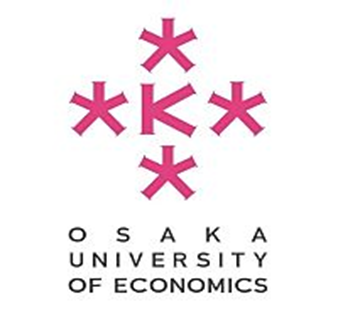 K
OSAKA
UNIVERSITY
OF ECONOMICS